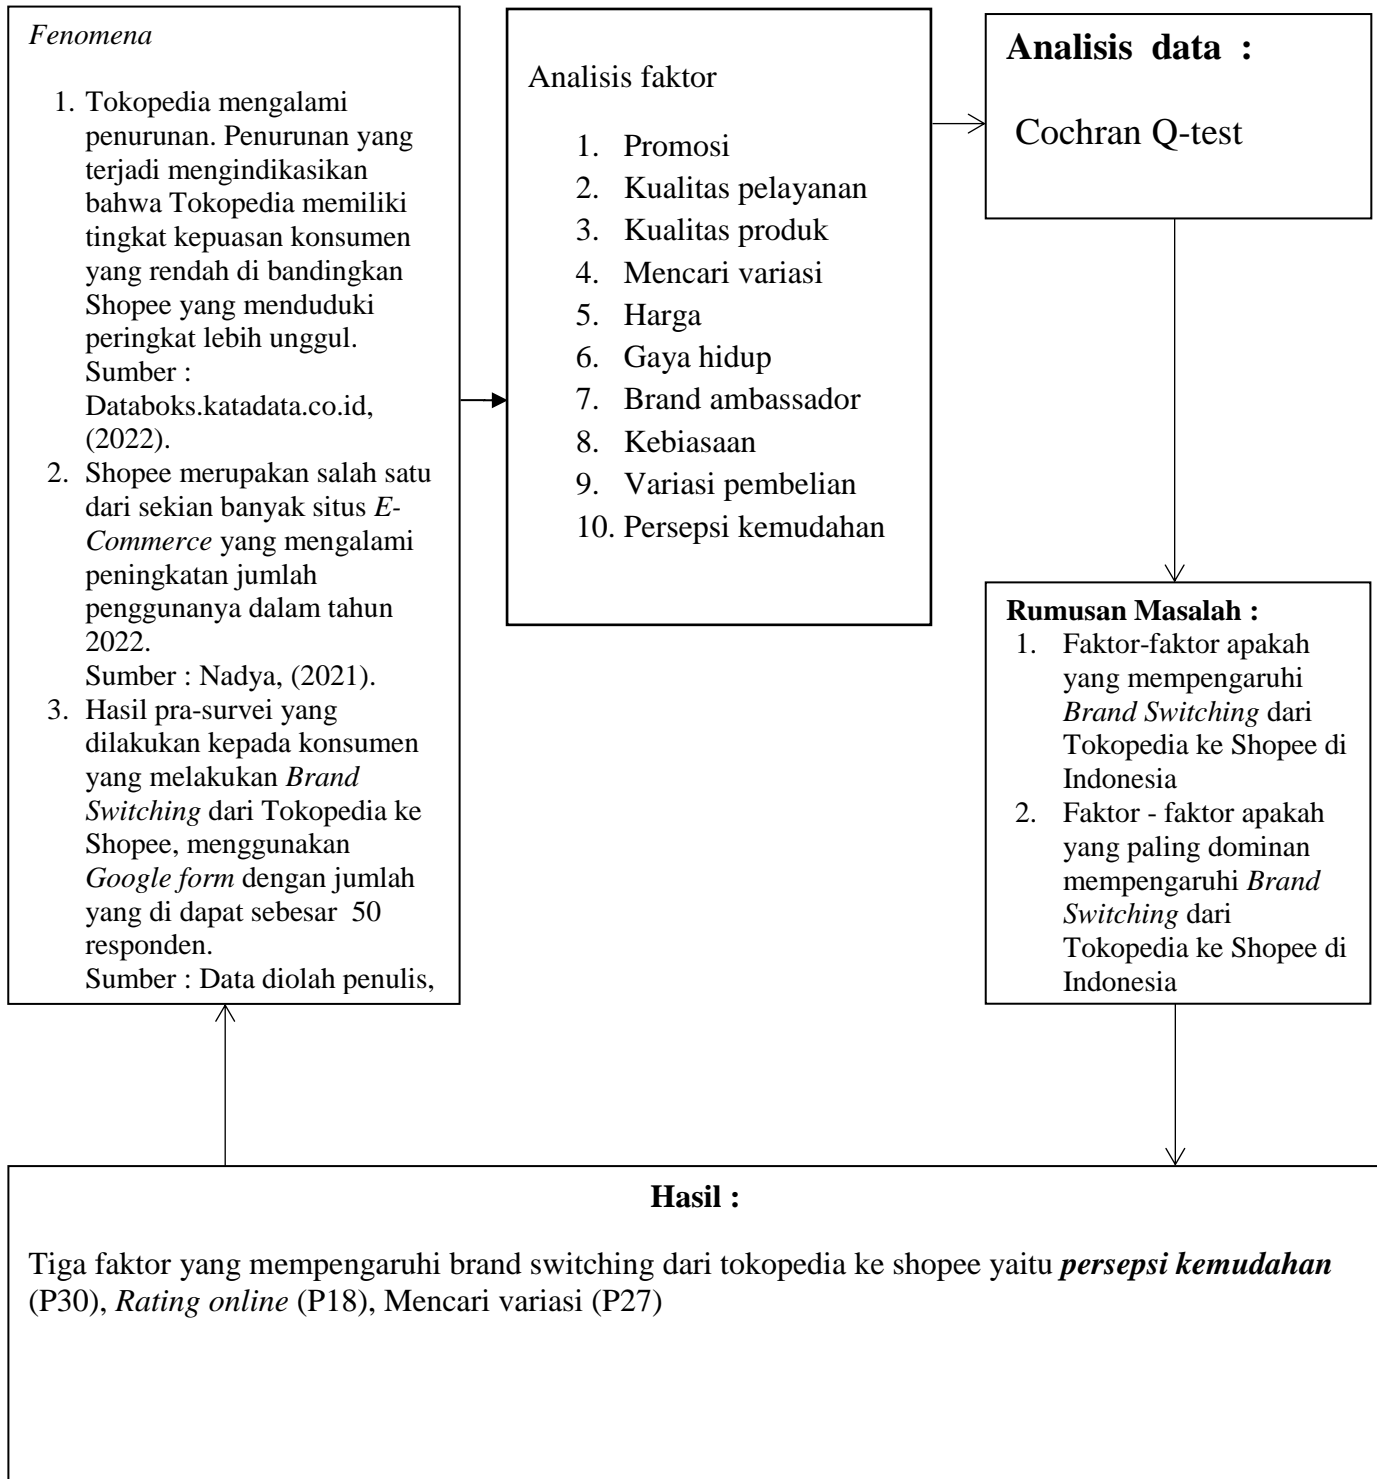 Fenomena
1. Tokopedia mengalami
penurunan. Penurunan yang
terjadi mengindikasikan
bahwa Tokopedia memiliki
tingkat kepuasan konsumen
yang rendah di bandingkan
Shopee yang menduduki
peringkat lebih unggul.
Sumber :
Databoks.katadata.co.id,
(2022).
2. Shopee merupakan salah satu
dari sekian banyak situs E-
Commerce yang mengalami
peningkatan jumlah
penggunanya dalam tahun
2022.
Sumber : Nadya, (2021).
3. Hasil pra-survei yang
dilakukan kepada konsumen
yang melakukan Brand
Switching dari Tokopedia ke
Shopee, menggunakan
Google form dengan jumlah
yang di dapat sebesar 50
responden.
Sumber : Data diolah penulis,
Analisis faktor
1. Promosi
2. Kualitas pelayanan
3. Kualitas produk
4. Mencari variasi
5. Harga
6. Gaya hidup
7. Brand ambassador
8. Kebiasaan
9. Variasi pembelian
10. Persepsi kemudahan
Analisis data :
Cochran Q-test
Rumusan Masalah :
1. Faktor-faktor apakah
yang mempengaruhi
Brand Switching dari
Tokopedia ke Shopee di
Indonesia
2. Faktor - faktor apakah
yang paling dominan
mempengaruhi Brand
Switching dari
Tokopedia ke Shopee di
Indonesia
Hasil :
Tiga faktor yang mempengaruhi brand switching dari tokopedia ke shopee yaitu persepsi kemudahan
(P30), Rating online (P18), Mencari variasi (P27)